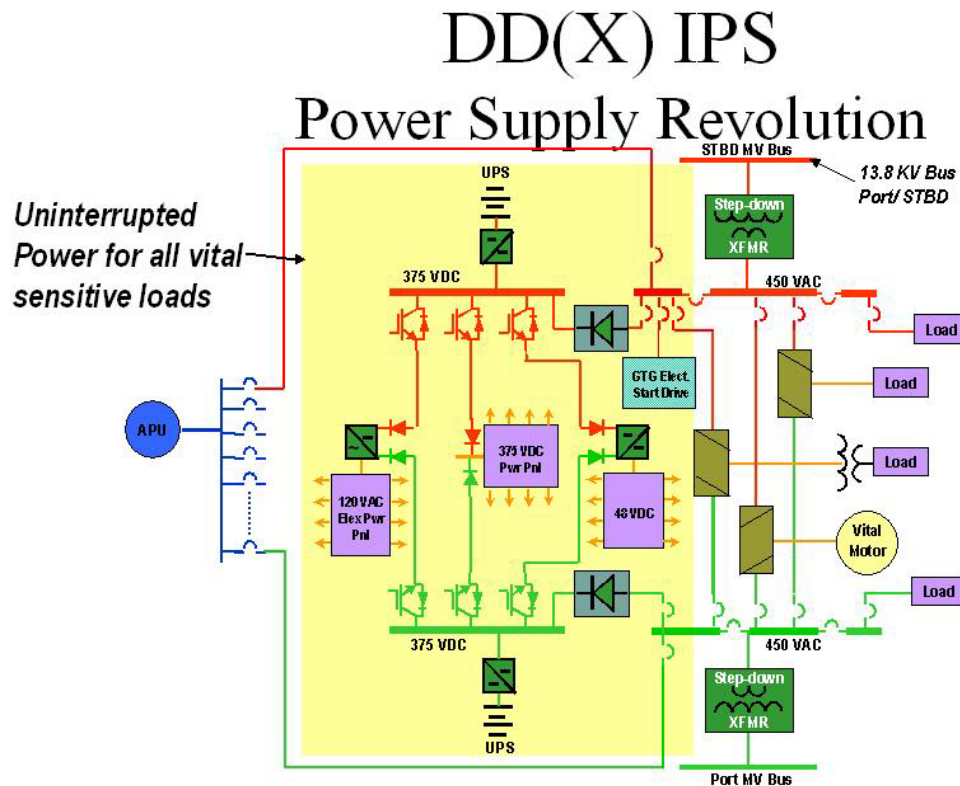 DD(X) IPS
Power Supply Revolution
STBD MV Bus
13.8 KV Bus
Port/ STBD
UPS
Step-down
XFMR
Uninterrupted
Power for all vital
sensitive loads
375 VDC
450 VAC
Load
GTG Elect.
Start Drive
Load
APU
375 VDC
Pwr Pnl
Load
120 VAC
Elex Pwr
Pnl
48 VDC
Vital
Motor
Load
375 VDC
450 VAC
Step-down
XFMR
UPS
Port MV Bus